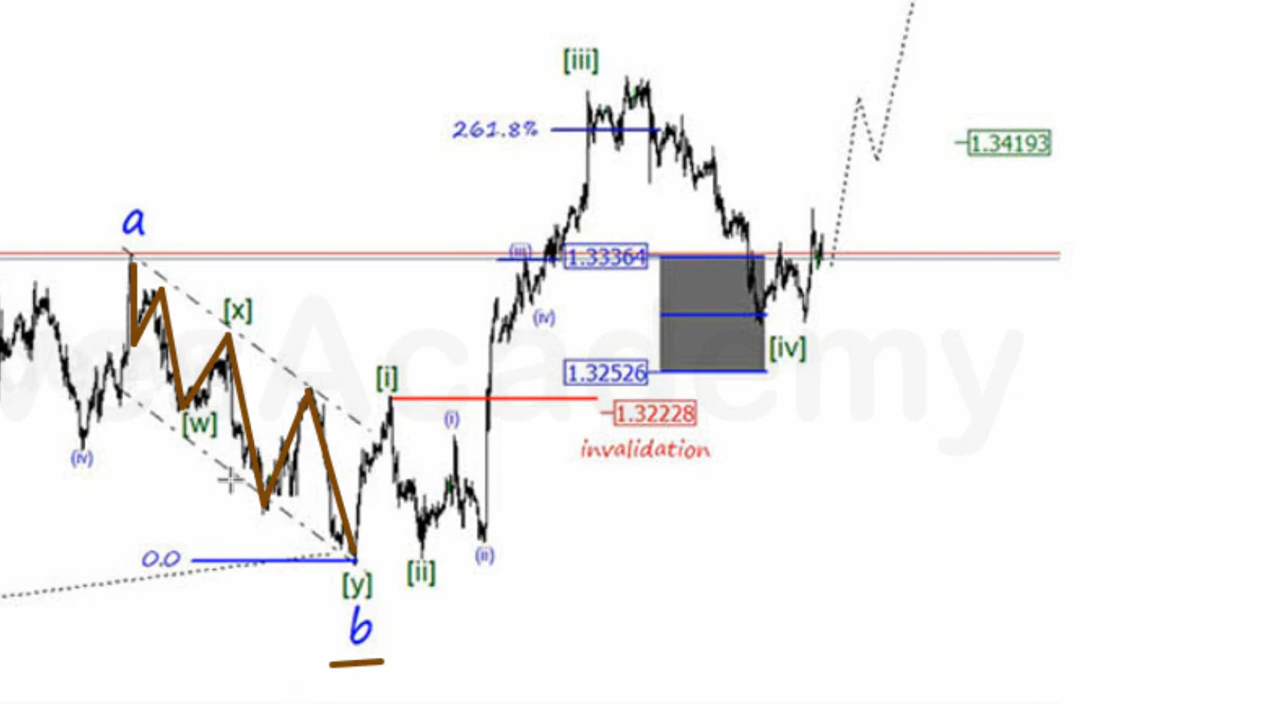 [iii]
261.8%
1.34193
a
(iii)
1.33364
[x]
(iv)
[iv]
1.32526
[i]
1.32228
[w]
(i)
invalidation
(iv)
0.0
(ii)
[ii]
[y]
b
Academy